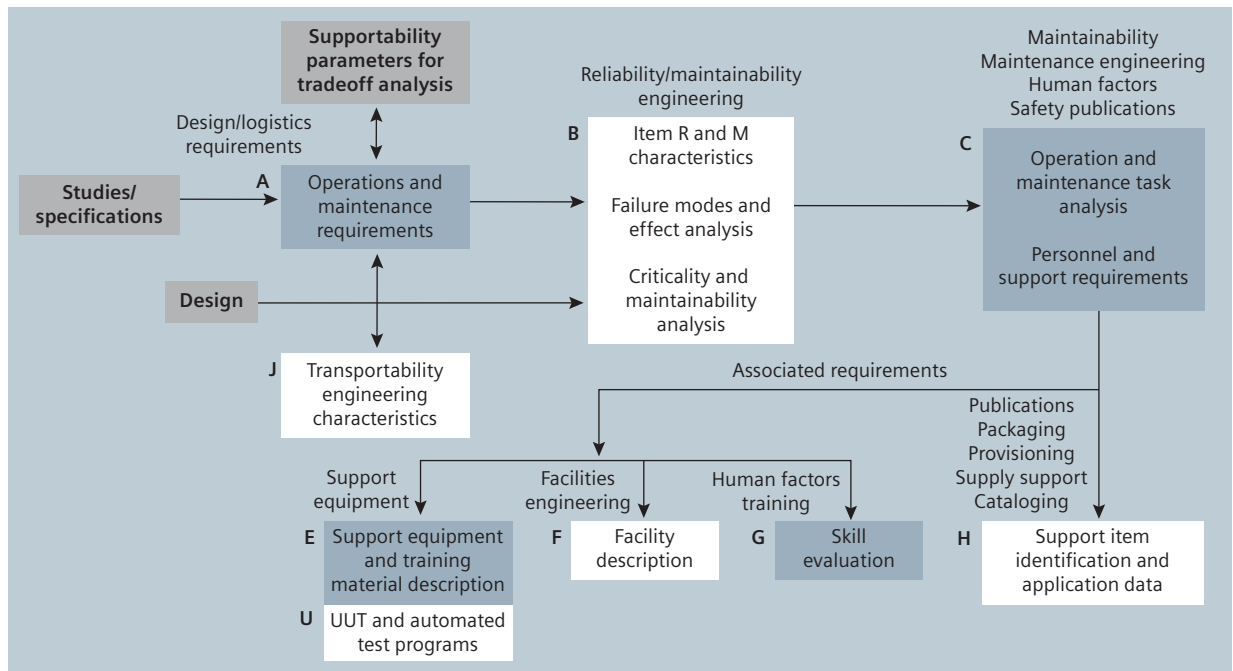 Supportability
parameters for
tradeoff analysis
Design/logistics
requirements
Studies/
specifications
A
Operations and
maintenance
requirements
Design
J
Transportability
engineering
characteristics
Reliability/maintainability
engineering
B
Item R and M
characteristics
Failure modes and
effect analysis
Criticality and
maintainability
analysis
Maintainability
Maintenance engineering
Human factors
Safety publications
C
Operation and
maintenance task
analysis
Personnel and
support requirements
Associated requirements
Publications
Packaging
Provisioning
Supply support
Cataloging
Support
equipment
E
Support equipment
and training
material description
U
UUT and automated
test programs
Facilities
engineering
F
Facility
description
Human factors
training
G
Skill
evaluation
H
Support item
identification and
application data